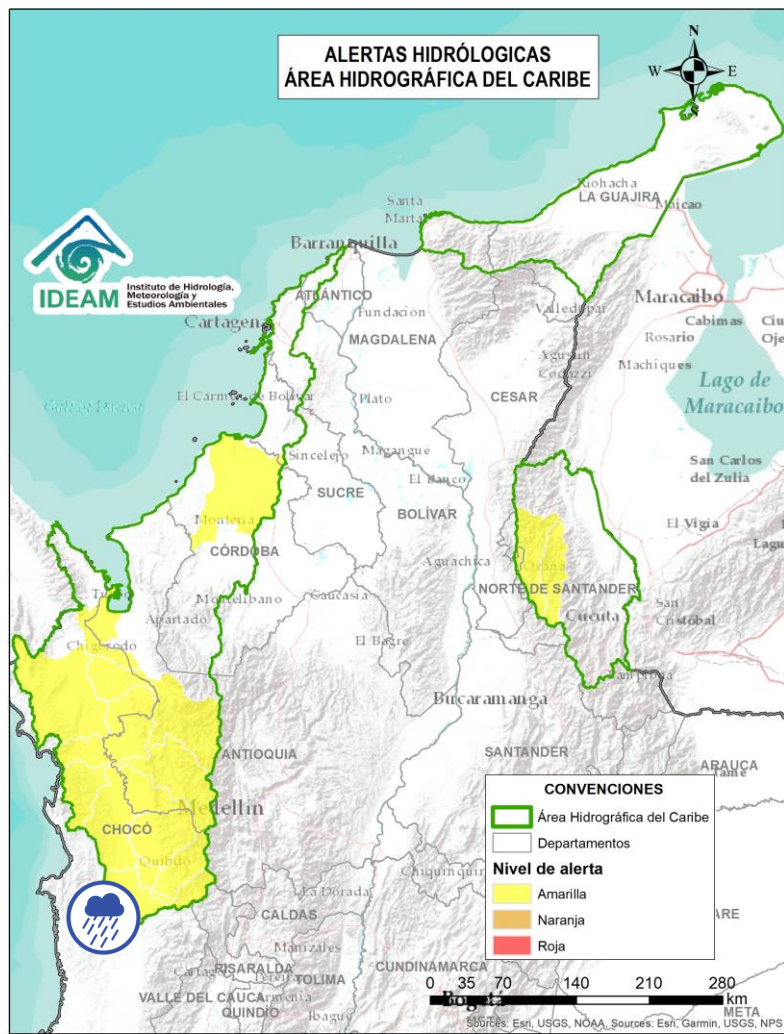 ALERTAS HIDRÓLOGICAS
ÁREA HIDROGRÁFICA DEL CARIBE
N
W
E
S
Riohacha
LA GUAJIRA
Maicao
Santa
Marta
Barranquilla
IDEAM
Instituto de Hidrología,
Meteorología y
Estudios Ambientales
ATLÁNTICO
Maracaibo
Fundación
Valledupar
Cabimas
Rosario
MAGDALENA
Agustín
Codazzi
Machiques
Lago de
Maracaibo
CESAR
El Carmen de Bolívar
Plato
Sincelejo
Magangue
San Carlos
del Zulia
El Banco
SUCRE
BOLÍVAR
Montería
El Vigía
CÓRDOBA
Aguachica
Ocaña
NORTE DE SANTANDER
Montelibano
Caucasia
San
Cristóbal
Apartado
Cucuta
Chigorodo
El Bagre
Bucaramanga
ANTIOQUIA
SANTANDER
ARAUCA
Medellín
CHOCÓ
Quibdó
CONVENCIONES
Área Hidrográfica del Caribe
Departamentos
Nivel de alerta
Amarilla
Naranja
Roja
La Dorada
CALDAS
Manizales
RISARALDA
TOLIMA
CUNDINAMARCA
VALLE DEL CAUCA
Armenia
QUINDÍO
Ibague
Bogotá
META
0 35 70 140 210 280
km
Sources: Esri, USGS, NOAA, Sources: Esri, Garmin, USGS, NPS